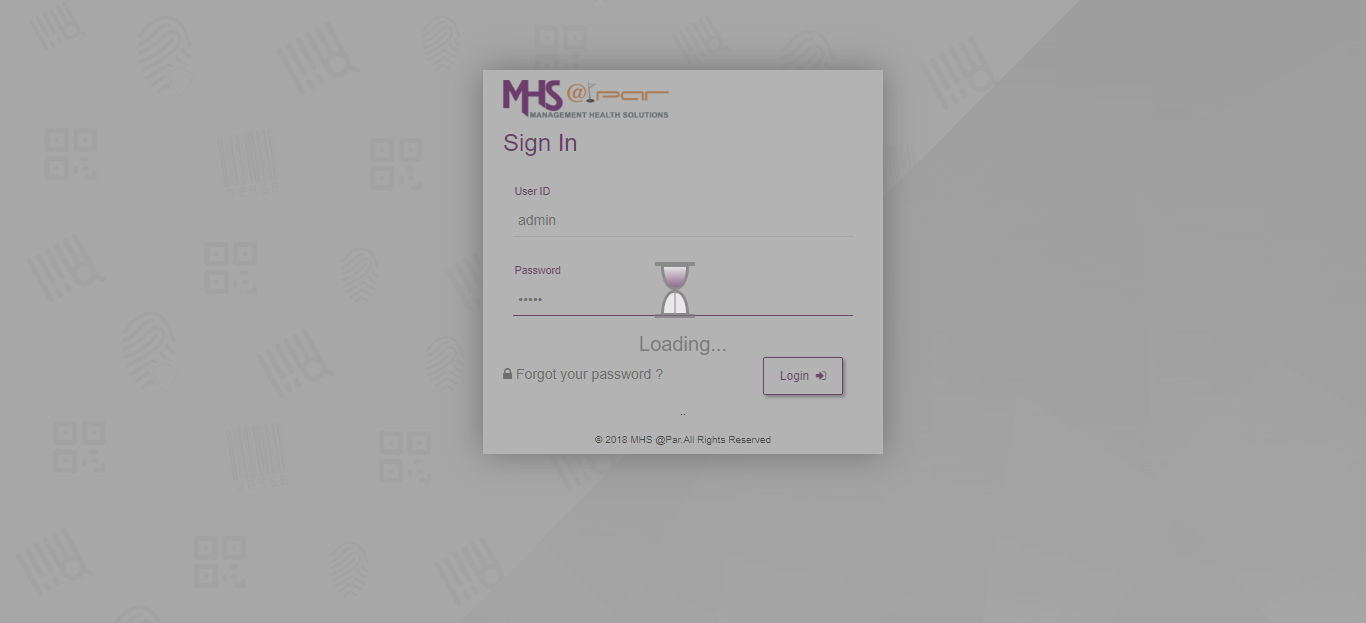 MHS @Par
MANAGEMENT HEALTH SOLUTIONS
Sign In
User ID
admin
Password
•••••
Loading...
Forgot your password ?
Login
..
© 2018 MHS @Par.All Rights Reserved